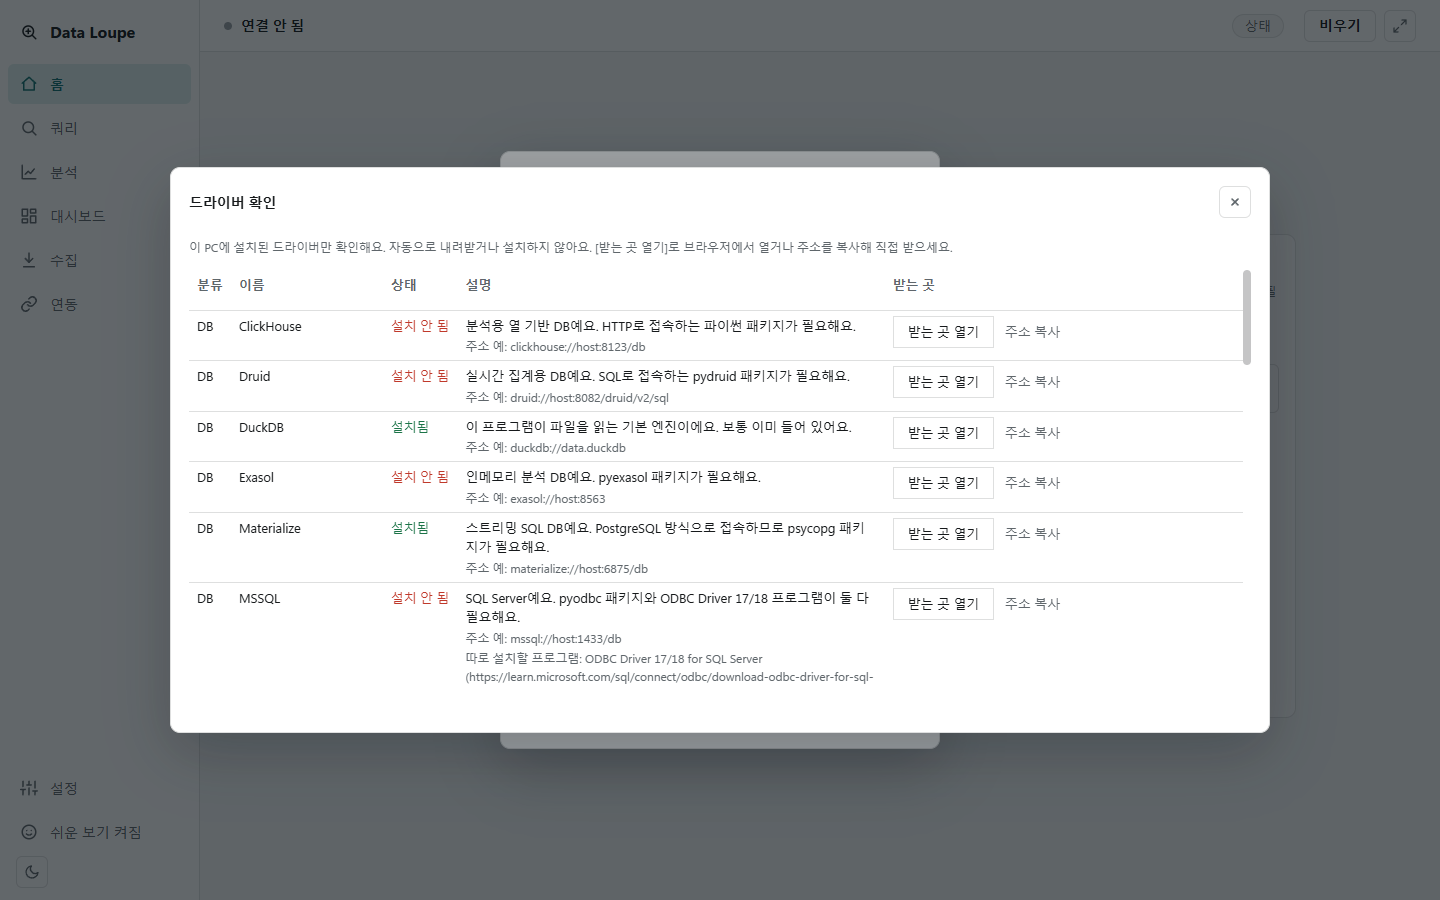 Data Loupe
연결 안 됨
상태
비우기
홈
쿼리
분석
대시보드
수집
연동
설정
쉬운 보기 켜짐
드라이버 확인
이 PC에 설치된 드라이버만 확인해요. 자동으로 내려받거나 설치하지 않아요. [받는 곳 열기]로 브라우저에서 열거나 주소를 복사해 직접 받으세요.
분류 이름 상태 설명 받는 곳
DB ClickHouse 설치 안 됨 분석용 열 기반 DB예요. HTTP로 접속하는 파이썬 패키지가 필요해요. 받는 곳 열기 주소 복사
주소 예: clickhouse://host:8123/db
DB Druid 설치 안 됨 실시간 집계용 DB예요. SQL로 접속하는 pydruid 패키지가 필요해요. 받는 곳 열기 주소 복사
주소 예: druid://host:8082/druid/v2/sql
DB DuckDB 설치됨 이 프로그램이 파일을 읽는 기본 엔진이에요. 보통 이미 들어 있어요. 받는 곳 열기 주소 복사
주소 예: duckdb://data.duckdb
DB Exasol 설치 안 됨 인메모리 분석 DB예요. pyexasol 패키지가 필요해요. 받는 곳 열기 주소 복사
주소 예: exasol://host:8563
DB Materialize 설치됨 스트리밍 SQL DB예요. PostgreSQL 방식으로 접속하므로 psycopg 패키 받는 곳 열기 주소 복사
지가 필요해요.
주소 예: materialize://host:6875/db
DB MSSQL 설치 안 됨 SQL Server예요. pyodbc 패키지와 ODBC Driver 17/18 프로그램이 둘 다 받는 곳 열기 주소 복사
필요해요.
주소 예: mssql://host:1433/db
따로 설치할 프로그램: ODBC Driver 17/18 for SQL Server
(https://learn.microsoft.com/sql/connect/odbc/download-odbc-driver-for-sql-